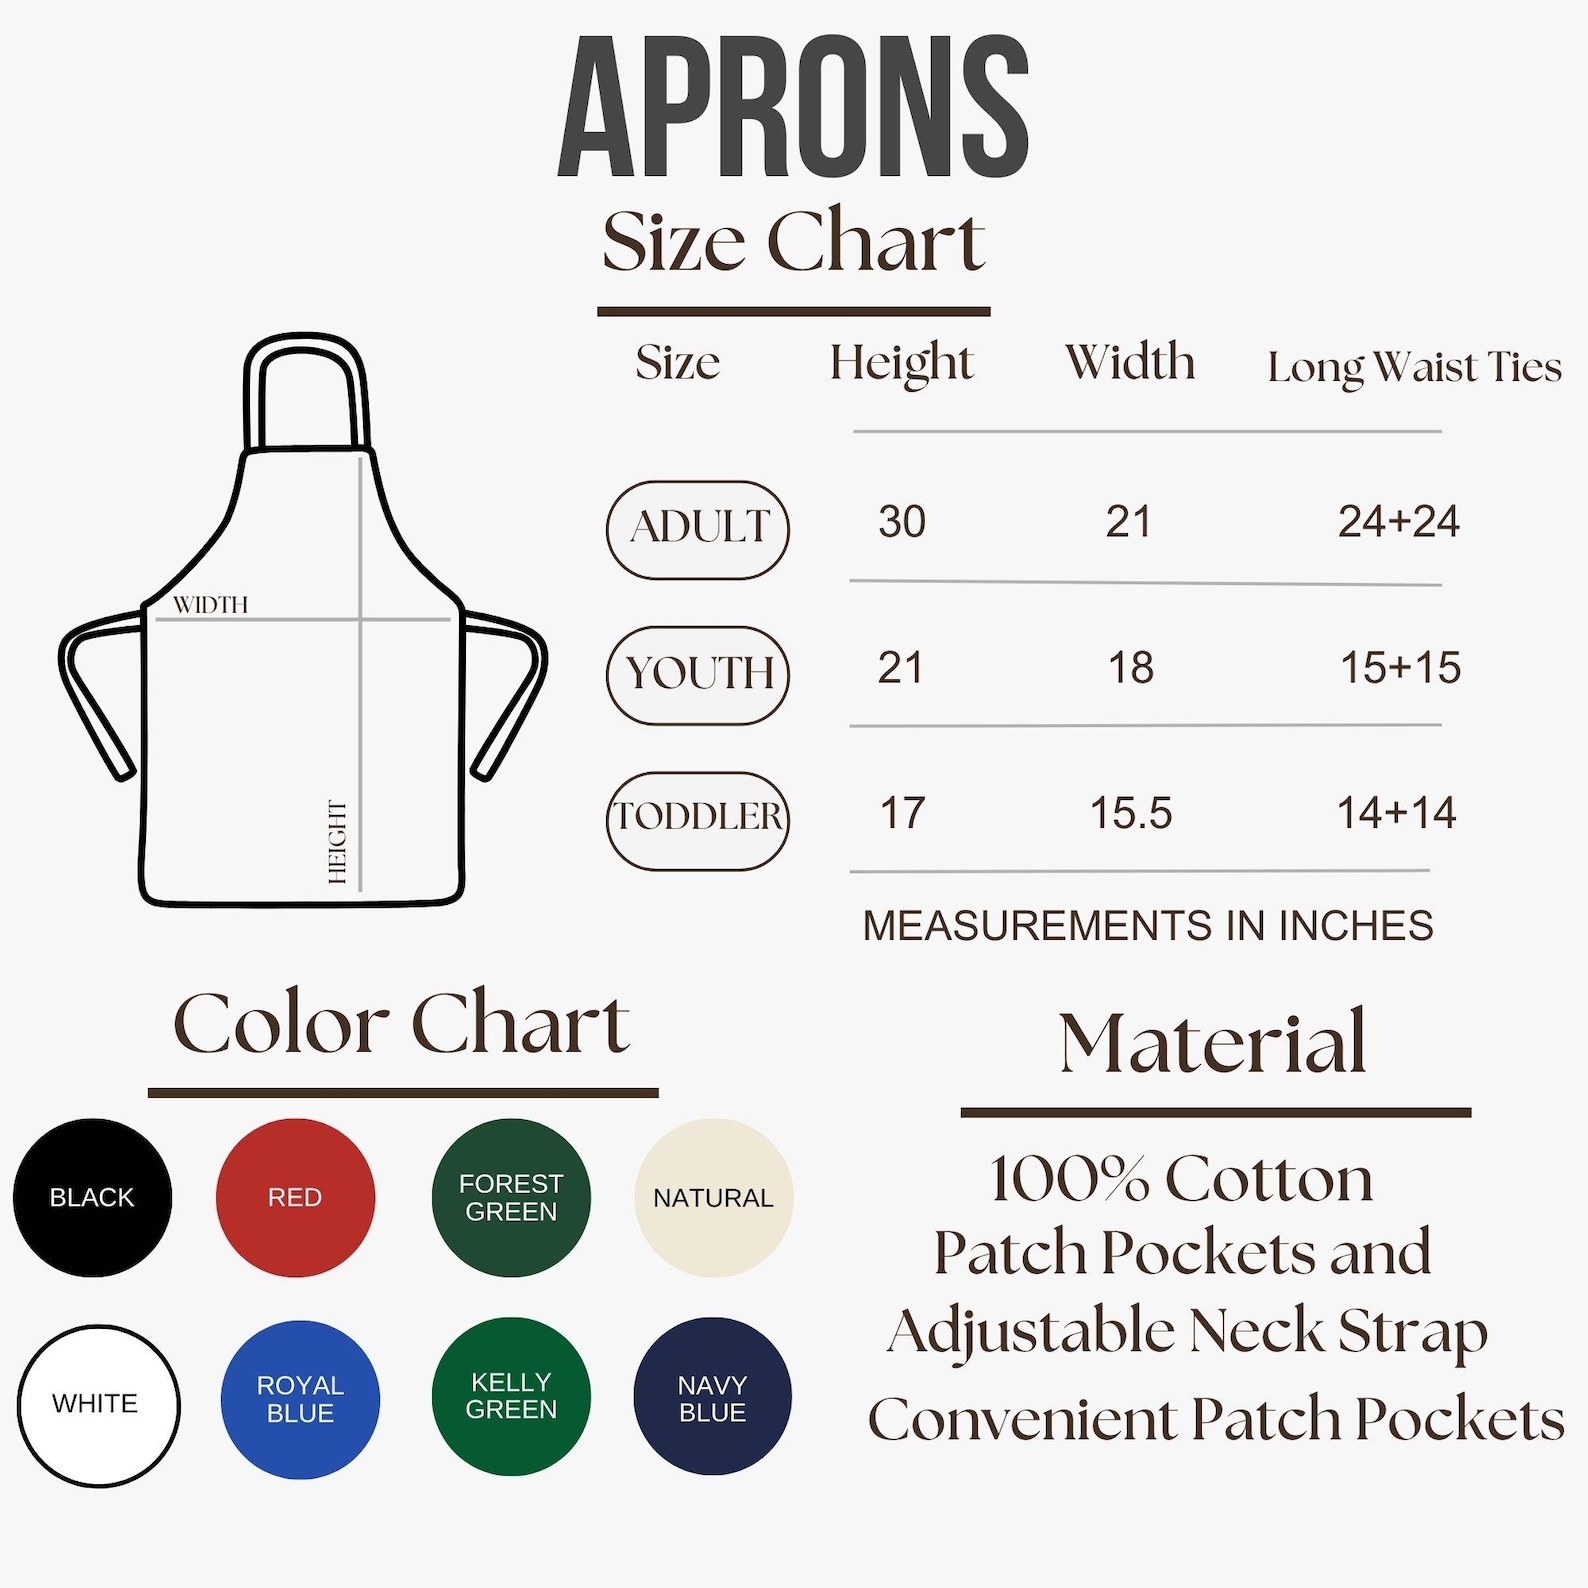 APRONS
Size Chart
Size Height Width Long Waist Ties
ADULT 30 21 24+24
YOUTH 21 18 15+15
TODDLER 17 15.5 14+14
MEASUREMENTS IN INCHES
WIDTH
HEIGHT
Color Chart
BLACK
RED
FOREST
GREEN
NATURAL
WHITE
ROYAL
BLUE
KELLY
GREEN
NAVY
BLUE
Material
100% Cotton
Patch Pockets and
Adjustable Neck Strap
Convenient Patch Pockets